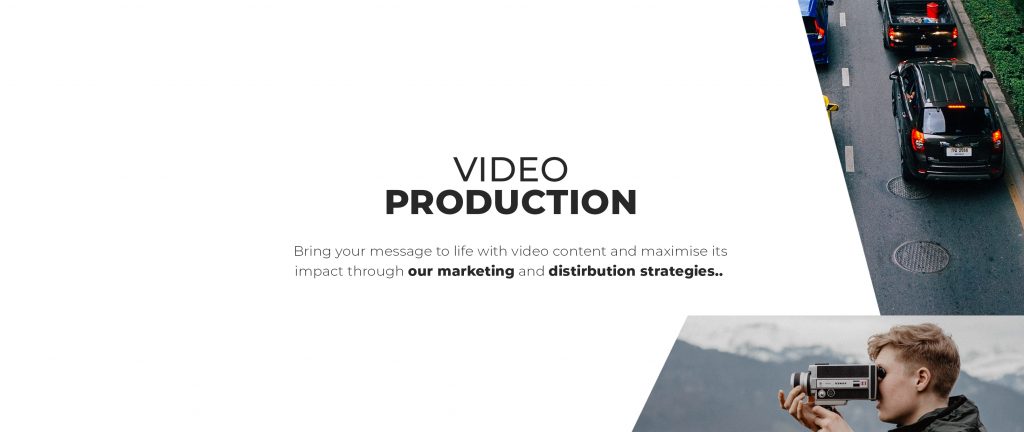 VIDEO
PRODUCTION
Bring your message to life with video content and maximise its
impact through our marketing and distirbution strategies..